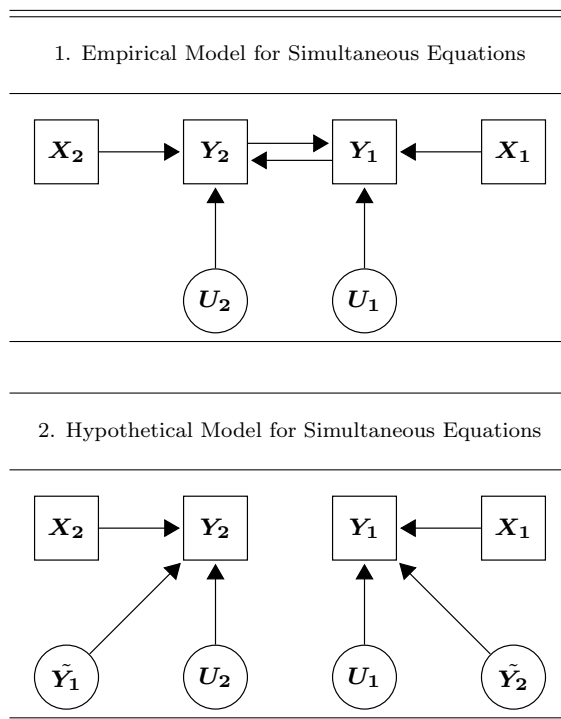 1. Empirical Model for Simultaneous Equations
X₂ Y₂ Y₁ X₁
U₂ U₁
2. Hypothetical Model for Simultaneous Equations
X₂ Y₂ Y₁ X₁
Ỹ₁ U₂ U₁ Ỹ₂